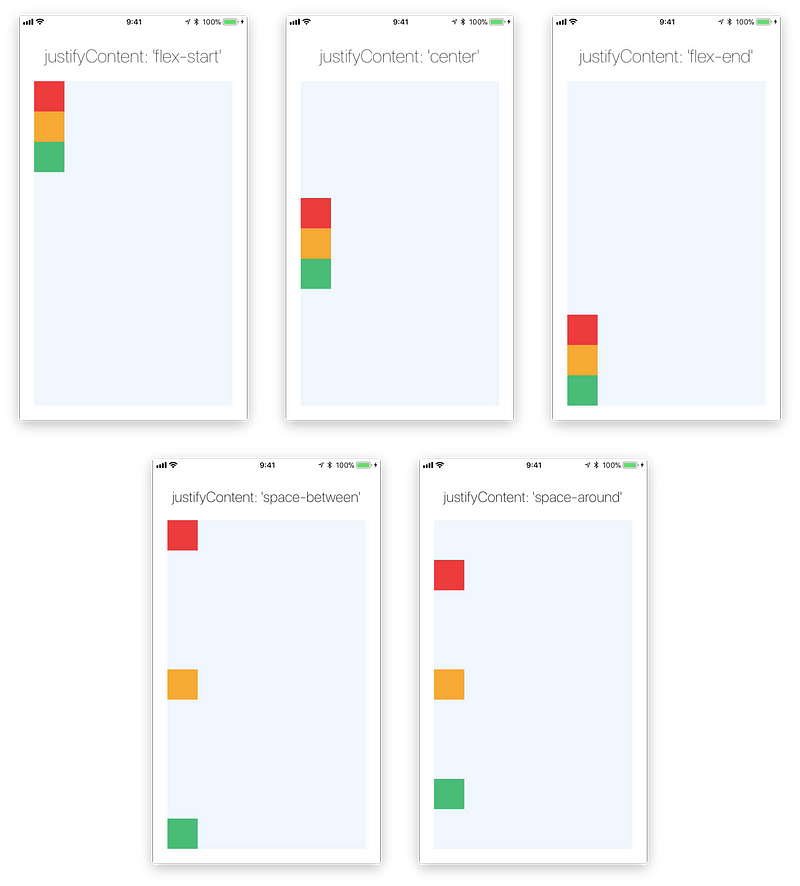 9:41 100%
justifyContent: 'flex-start'
9:41 100%
justifyContent: 'center'
9:41 100%
justifyContent: 'flex-end'
9:41 100%
justifyContent: 'space-between'
9:41 100%
justifyContent: 'space-around'